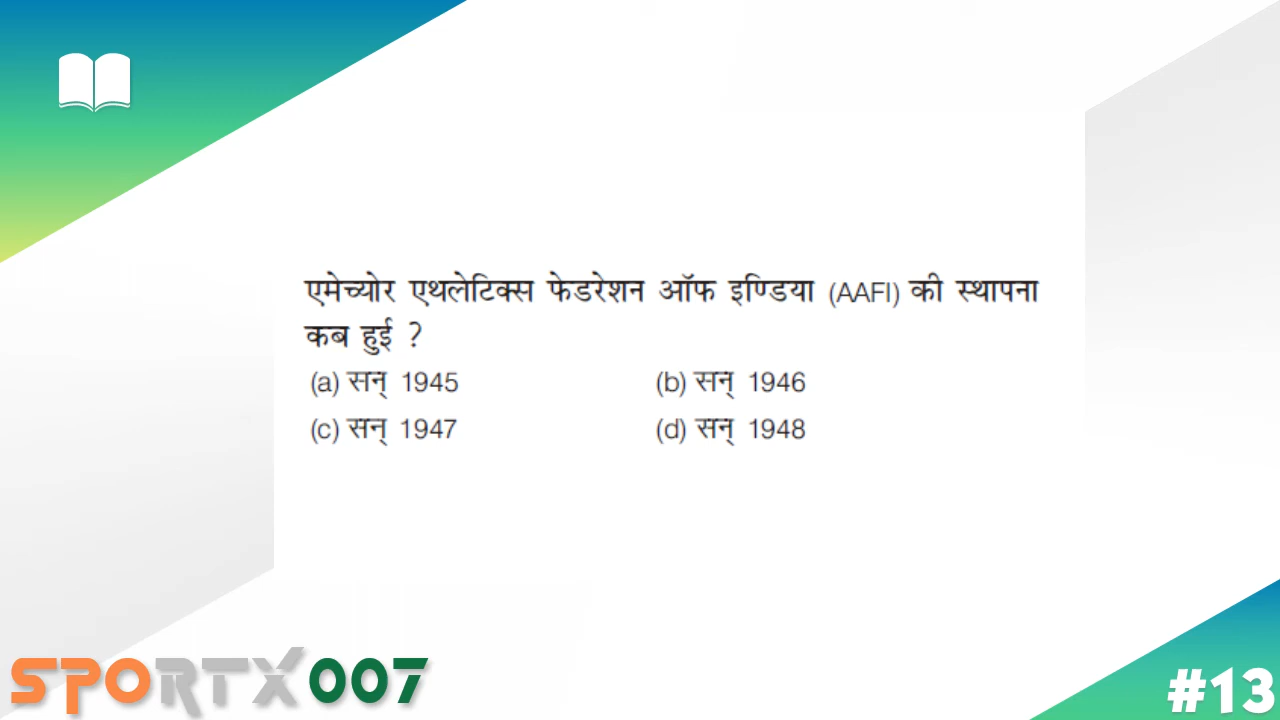 एमेच्योर एथलेटिक्स फेडरेशन ऑफ इण्डिया (AAFI) की स्थापना
कब हुई ?
(a) सन् 1945 (b) सन् 1946
(c) सन् 1947 (d) सन् 1948
SPORTX007
#13